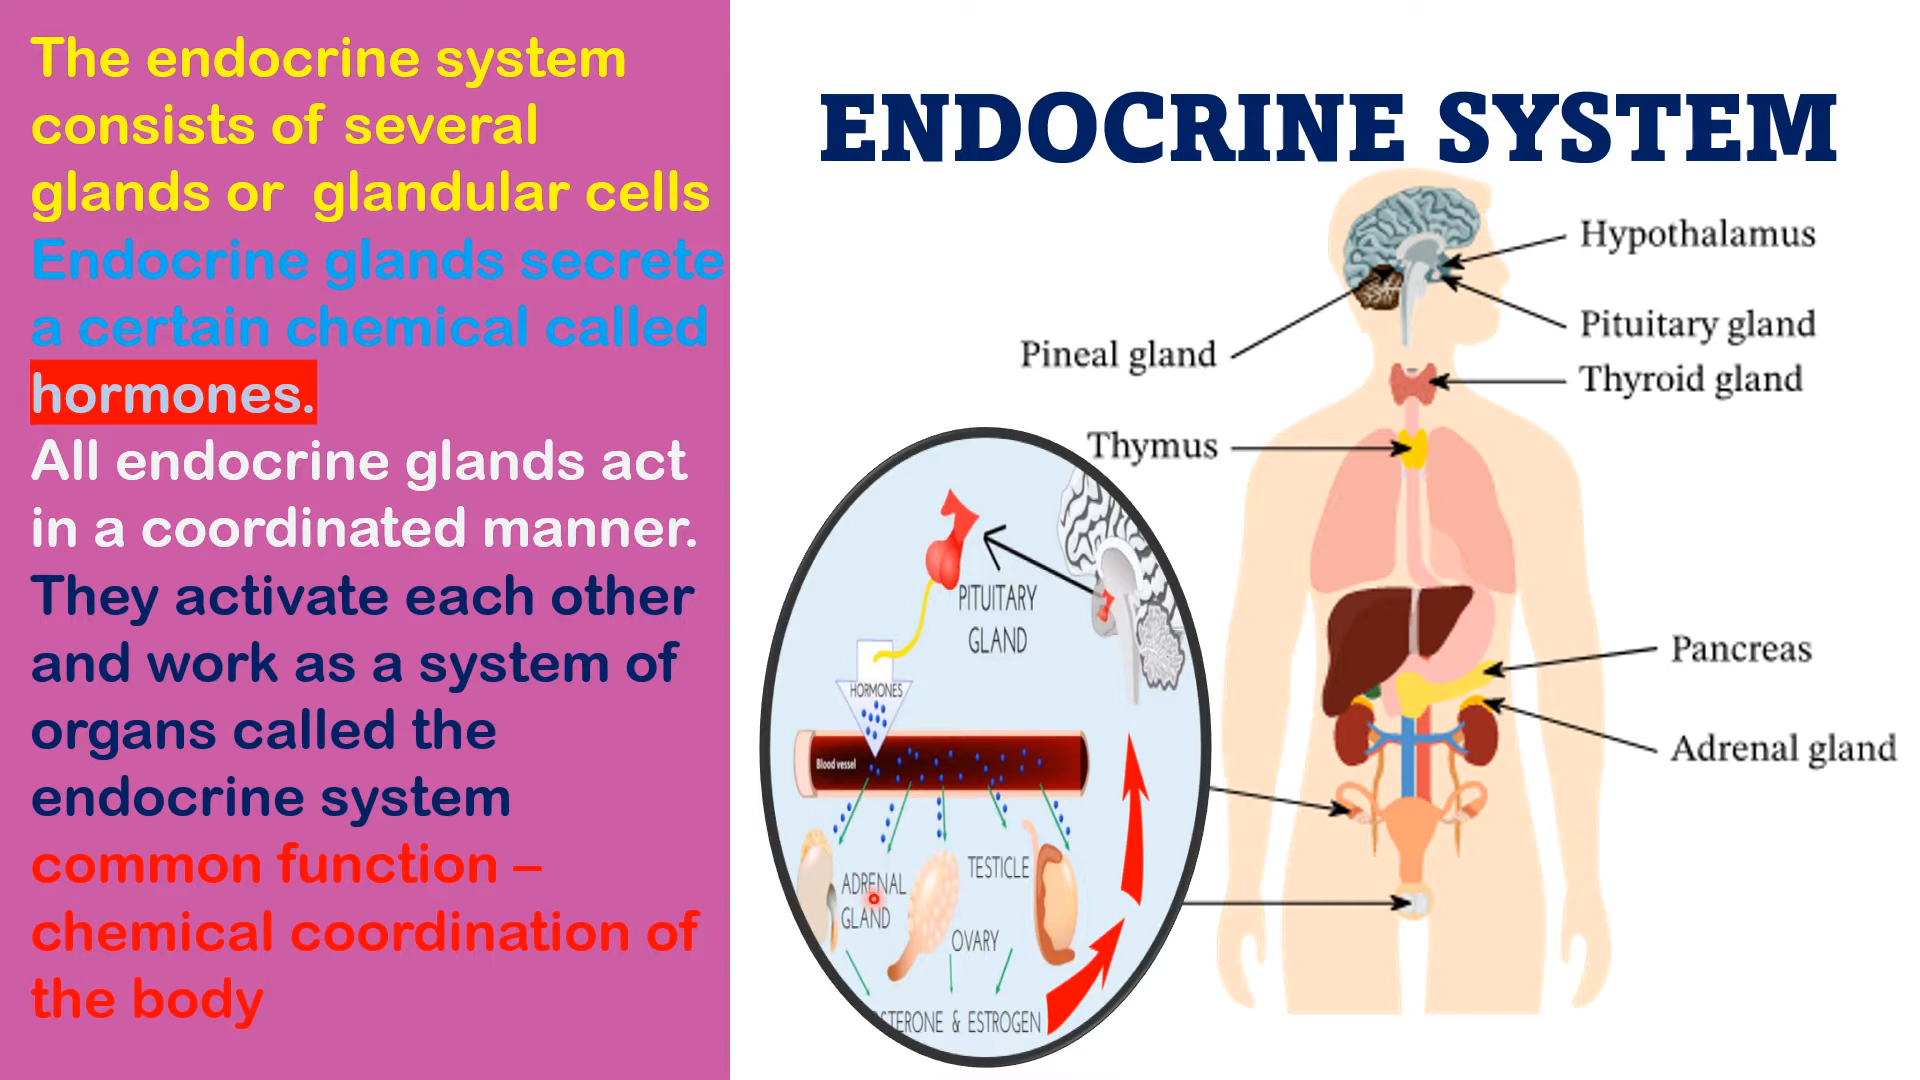 The endocrine system
consists of several
glands or glandular cells
Endocrine glands secrete
a certain chemical called
hormones.
All endocrine glands act
in a coordinated manner.
They activate each other
and work as a system of
organs called the
endocrine system
common function –
chemical coordination of
the body
ENDOCRINE SYSTEM
Hypothalamus
Pituitary gland
Pineal gland
Thyroid gland
Thymus
Pancreas
Adrenal gland
PITUITARY
GLAND
HORMONES
Blood vessel
TESTICLE
ADRENAL
GLAND
OVARY
& ESTROGEN